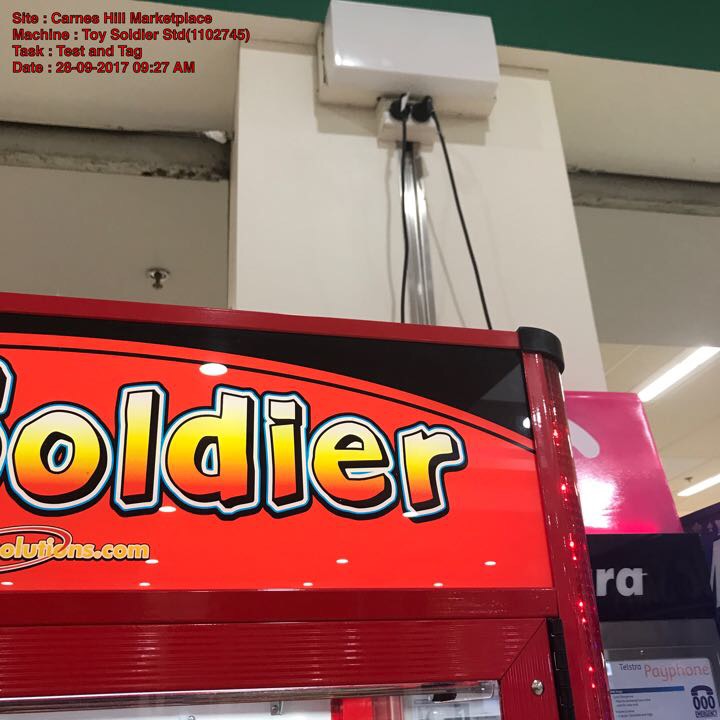 Site : Carnes Hill Marketplace
Machine : Toy Soldier Std(1102745)
Task : Test and Tag
Date : 28-09-2017 09:27 AM
Soldier
olutions.com
ra
Telstra Payphone
000
EMERGENCY